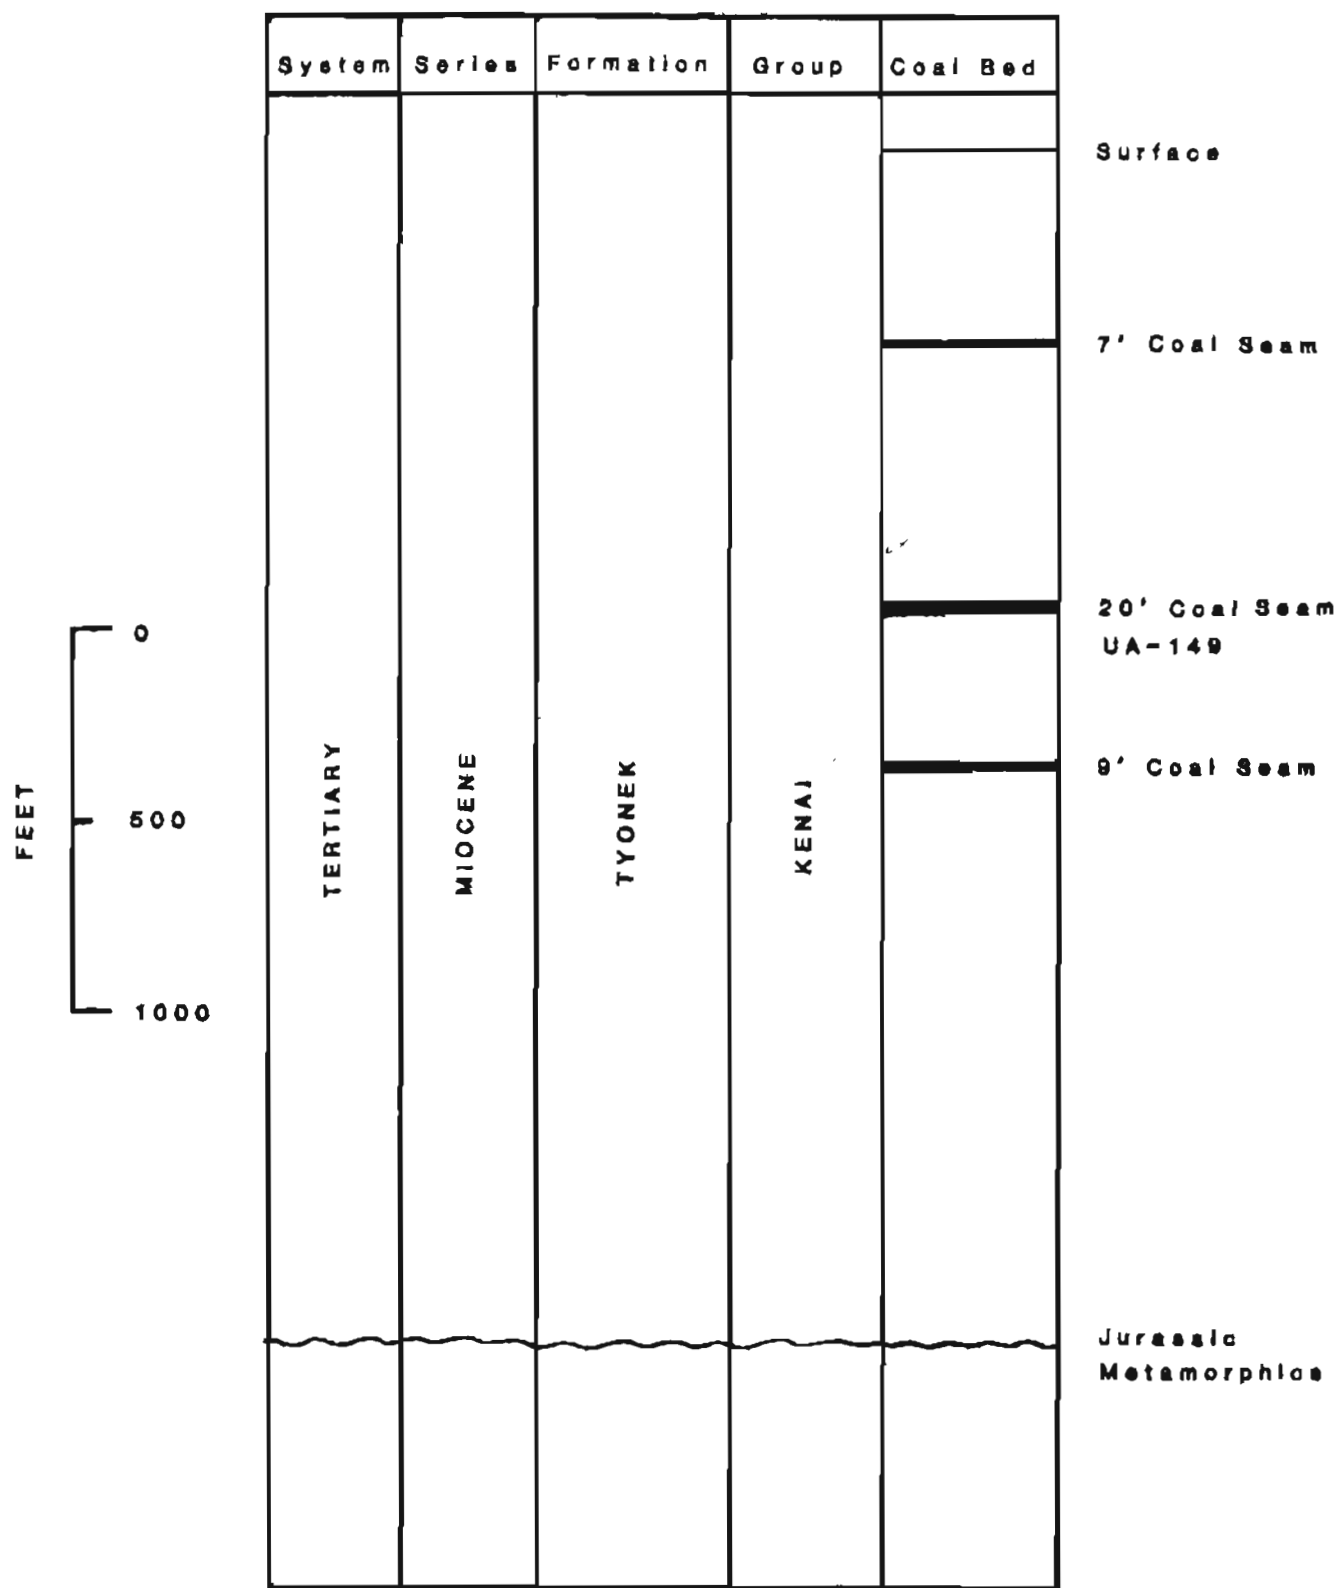 System Series Formation Group Coal Bed
Surface
7' Coal Seam
20' Coal Seam
UA-149
9' Coal Seam
FEET
0
500
1000
TERTIARY
MIOCENE
TYONEK
KENAI
Jurassic
Metamorphics